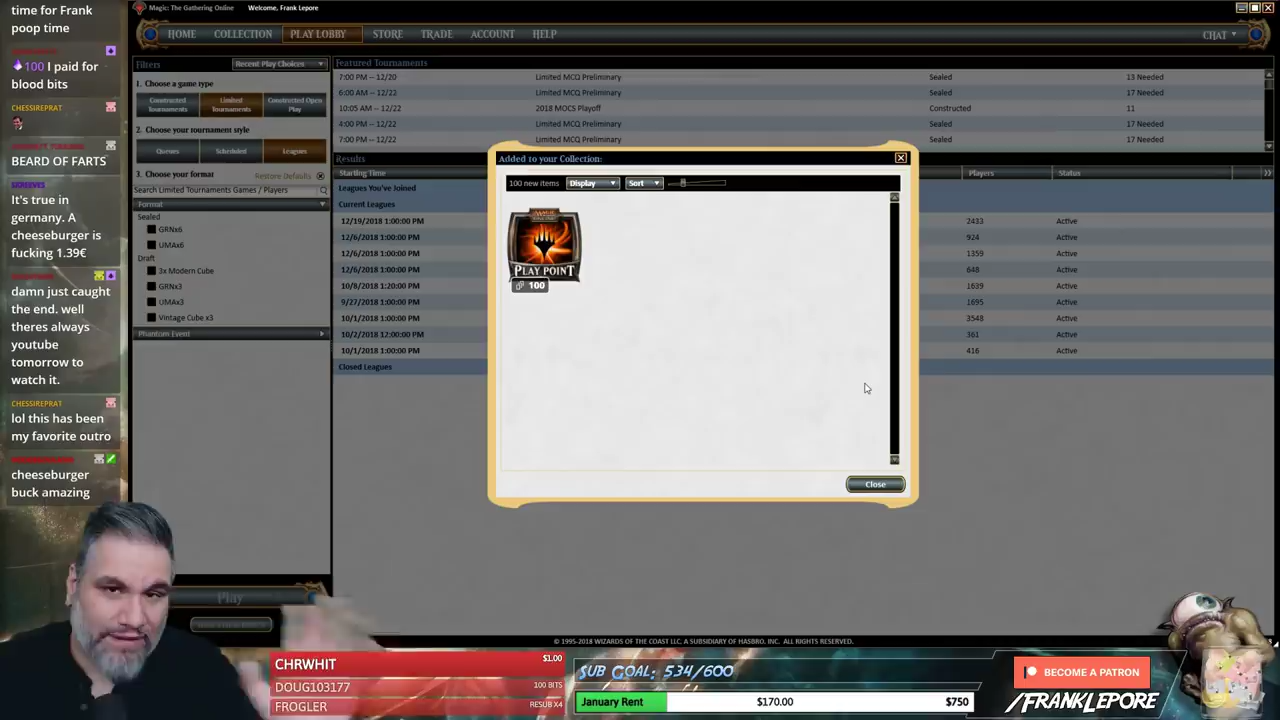 Magic: The Gathering Online
Welcome, Frank Lepore
HOME
COLLECTION
PLAY LOBBY
STORE
TRADE
ACCOUNT
HELP
CHAT
time for Frank
poop time
100 I paid for
blood bits
CHESSIREPRAT
BEARD OF FARTS
It's true in
germany. A
cheeseburger is
fucking 1.39€
damn just caught
the end. well
theres always
youtube
tomorrow to
watch it.
CHESSIREPRAT
lol this has been
my favorite outro
cheeseburger
buck amazing
Filters
Recent Play Choices
1. Choose a game type
Constructed Tournaments
Limited Tournaments
Constructed Open Play
2. Choose your tournament style
Queues
Scheduled
Leagues
3. Choose your format
Restore Defaults
Search Limited Tournaments Games / Players
Format
Sealed
GRNx6
UMAx6
Draft
3x Modern Cube
GRNx3
UMAx3
Vintage Cube x3
Phantom Event
Play
Featured Tournaments
7:00 PM -- 12/20 Limited MCQ Preliminary Sealed 13 Needed
6:00 AM -- 12/22 Limited MCQ Preliminary Sealed 17 Needed
10:05 AM -- 12/22 2018 MOCS Playoff Constructed 11
4:00 PM -- 12/22 Limited MCQ Preliminary Sealed 17 Needed
7:00 PM -- 12/22 Limited MCQ Preliminary Sealed 17 Needed
Results
Starting Time Players Status
Leagues You've Joined
Current Leagues
12/19/2018 1:00:00 PM 2433 Active
12/6/2018 1:00:00 PM 924 Active
12/6/2018 1:00:00 PM 1359 Active
12/6/2018 1:00:00 PM 648 Active
10/8/2018 1:20:00 PM 1639 Active
9/27/2018 1:00:00 PM 1695 Active
10/1/2018 1:00:00 PM 3548 Active
10/2/2018 12:00:00 PM 361 Active
10/1/2018 1:00:00 PM 416 Active
Closed Leagues
Added to your Collection:
100 new items
Display
Sort
PLAY POINT
100
Close
© 1995-2018 WIZARDS OF THE COAST LLC, A SUBSIDIARY OF HASBRO, INC. ALL RIGHTS RESERVED.
CHRWHIT $1.00
DOUG103177 100 BITS
FROGLER RESUB X4
SUB GOAL: 534/600
January Rent $170.00 $750
BECOME A PATRON
/FRANKLEPORE